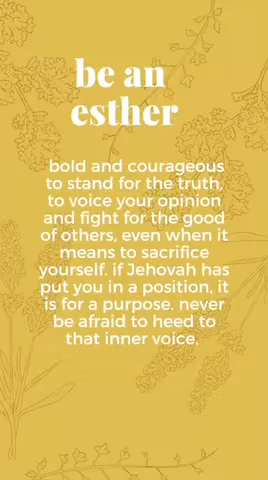 be an
esther
bold and courageous
to stand for the truth,
to voice your opinion
and fight for the good
of others, even when it
means to sacrifice
yourself. if Jehovah has
put you in a position, it
is for a purpose. never
be afraid to heed to
that inner voice.